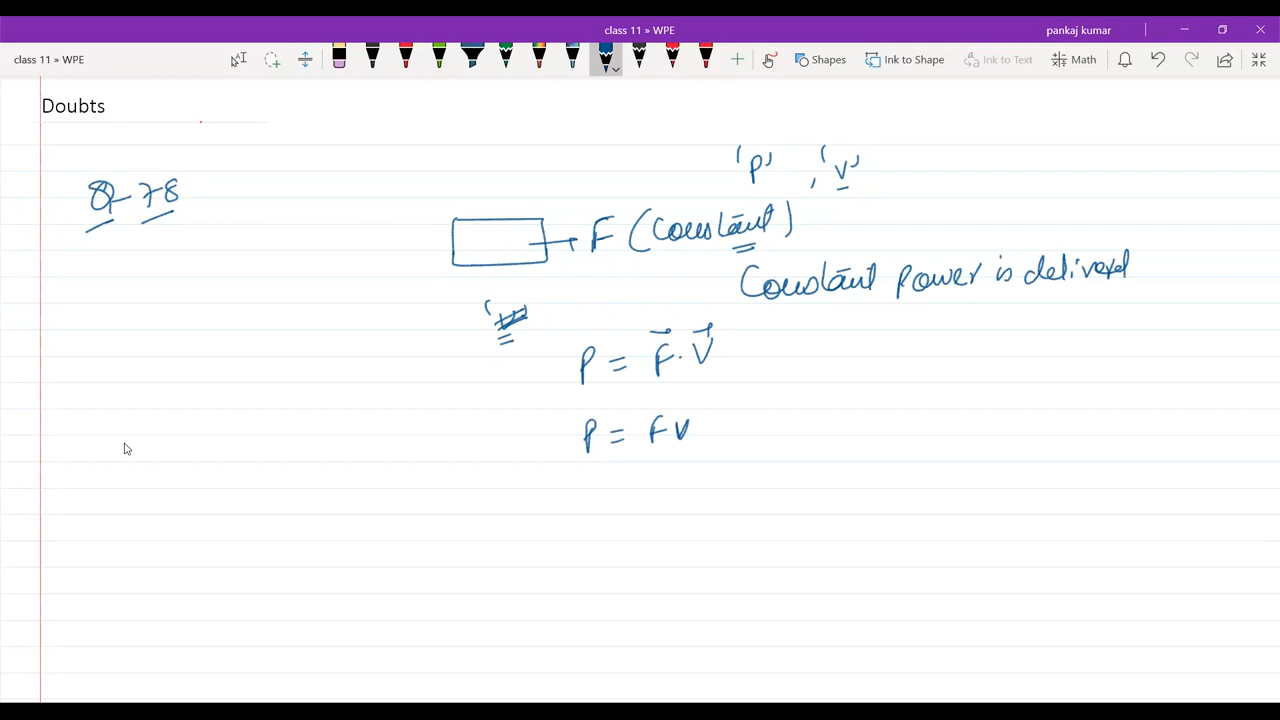 class 11 » WPE
pankaj kumar
class 11 » WPE
Shapes
Ink to Shape
Ink to Text
Math
Doubts
Q-78
'P', 'V'
F (Constant)
Constant power is delivered
P = F⃗ · V⃗
P = FV